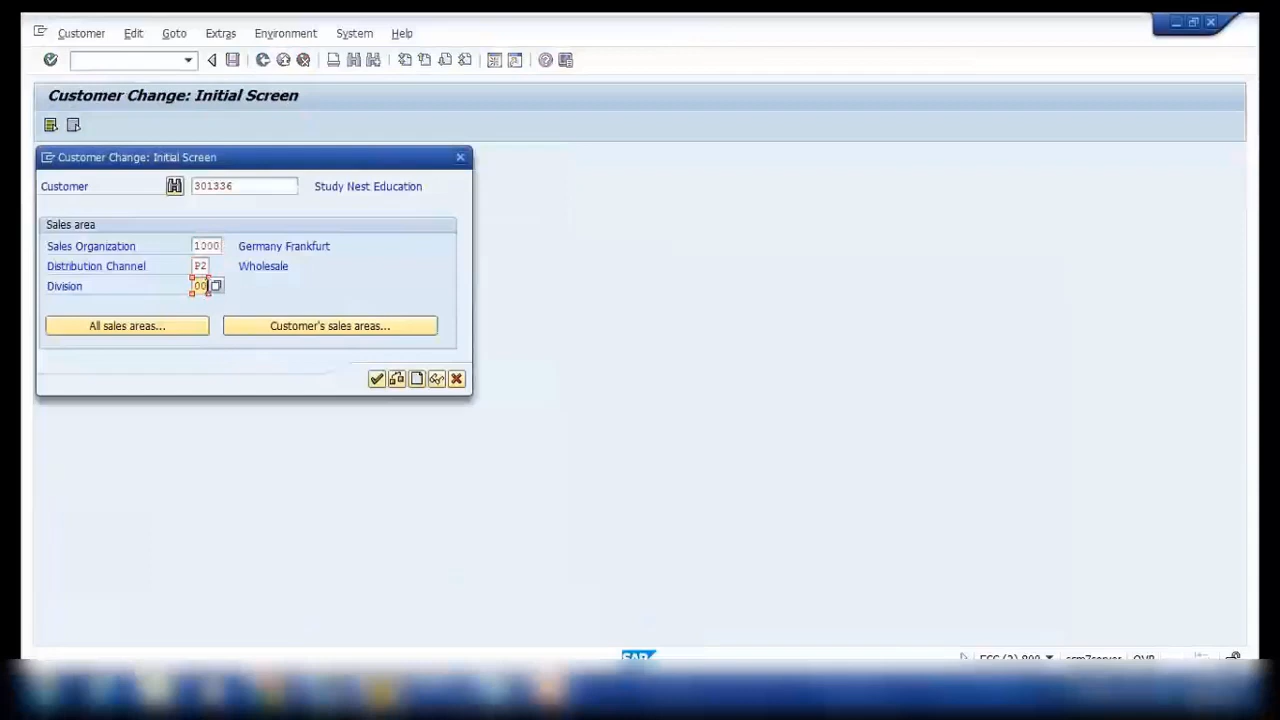 Customer Edit Goto Extras Environment System Help
Customer Change: Initial Screen
Customer Change: Initial Screen
Customer 301336 Study Nest Education
Sales area
Sales Organization 1000 Germany Frankfurt
Distribution Channel P2 Wholesale
Division 00
All sales areas... Customer's sales areas...
SAP